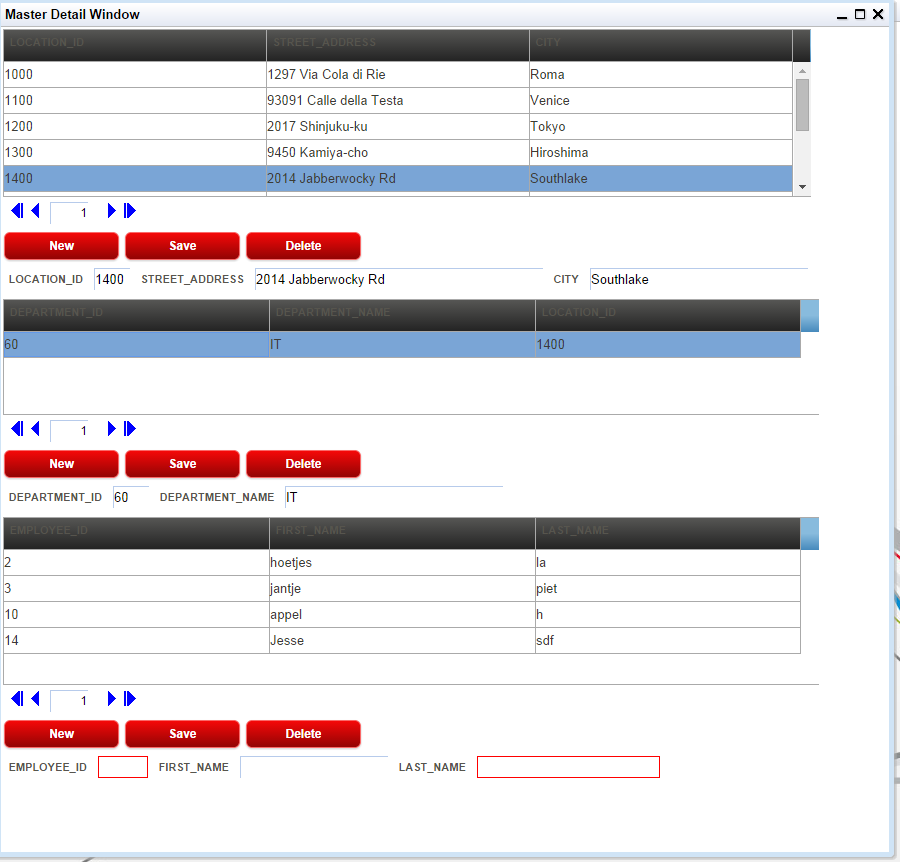 Master Detail Window
LOCATION_ID STREET_ADDRESS CITY
1000 1297 Via Cola di Rie Roma
1100 93091 Calle della Testa Venice
1200 2017 Shinjuku-ku Tokyo
1300 9450 Kamiya-cho Hiroshima
1400 2014 Jabberwocky Rd Southlake
1
New Save Delete
LOCATION_ID 1400 STREET_ADDRESS 2014 Jabberwocky Rd CITY Southlake
DEPARTMENT_ID DEPARTMENT_NAME LOCATION_ID
60 IT 1400
1
New Save Delete
DEPARTMENT_ID 60 DEPARTMENT_NAME IT
EMPLOYEE_ID FIRST_NAME LAST_NAME
2 hoetjes la
3 jantje piet
10 appel h
14 Jesse sdf
1
New Save Delete
EMPLOYEE_ID FIRST_NAME LAST_NAME